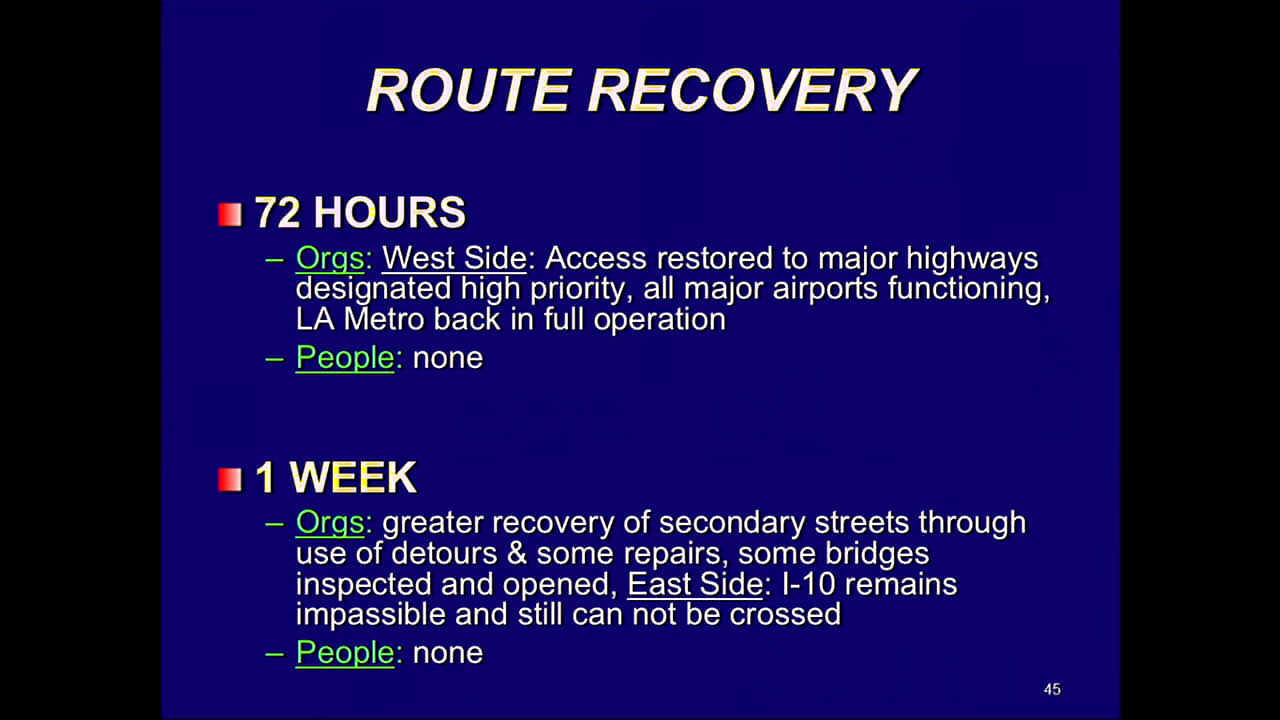 ROUTE RECOVERY
72 HOURS
– Orgs: West Side: Access restored to major highways
designated high priority, all major airports functioning,
LA Metro back in full operation
– People: none
1 WEEK
– Orgs: greater recovery of secondary streets through
use of detours & some repairs, some bridges
inspected and opened, East Side: I-10 remains
impassible and still can not be crossed
– People: none
45